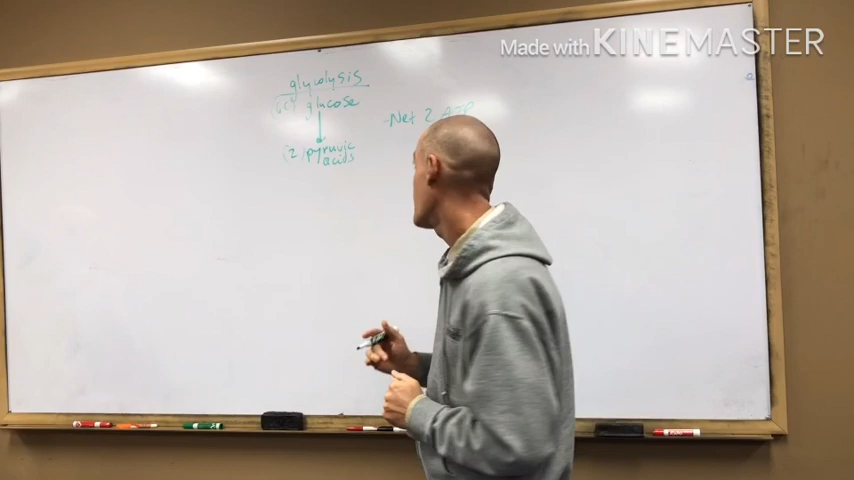 Made with KINEMASTER
glycolysis
(6C) glucose
-Net 2 ATP
(2) pyruvic
acids